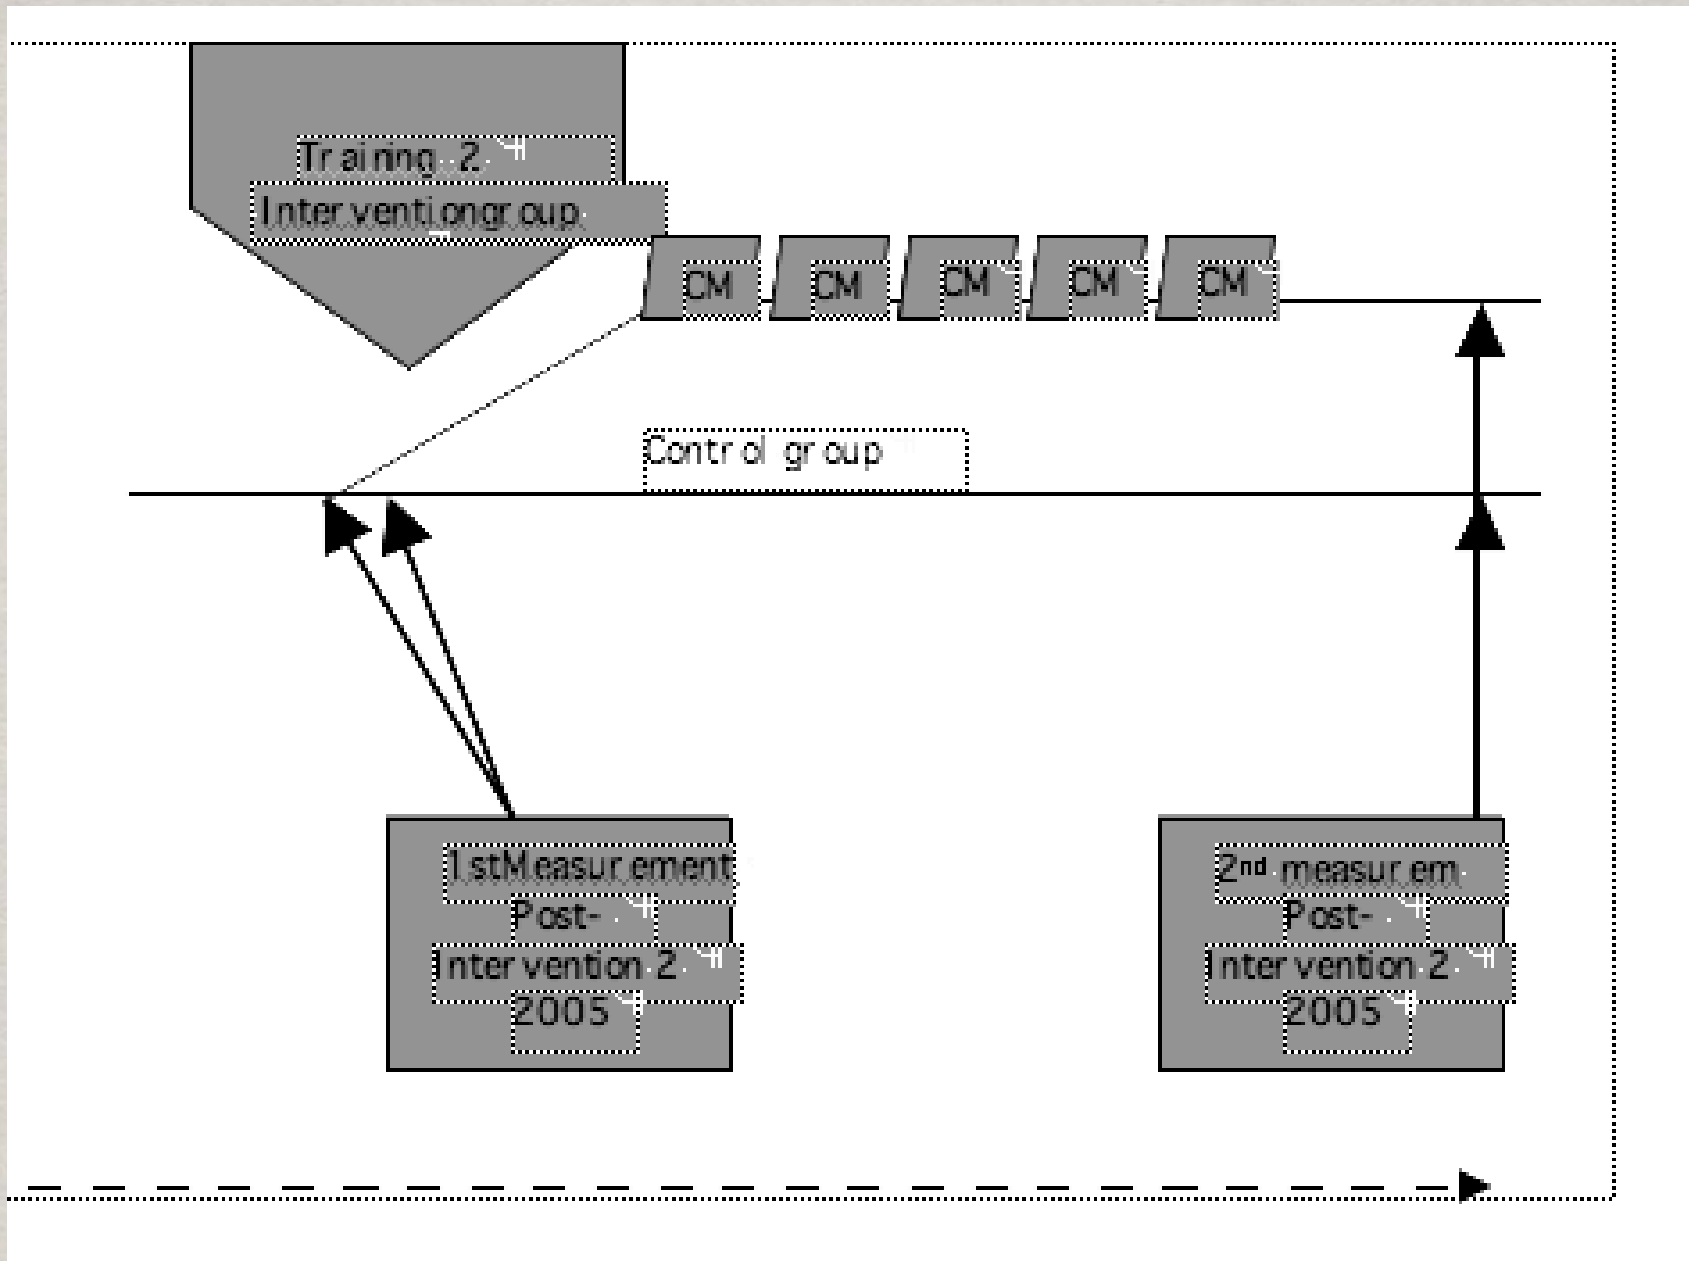 Training 2
Interventiongroup
CM CM CM CM CM
Control group
1stMeasurement
Post-
Intervention 2
2005
2nd measurem
Post-
Intervention 2
2005